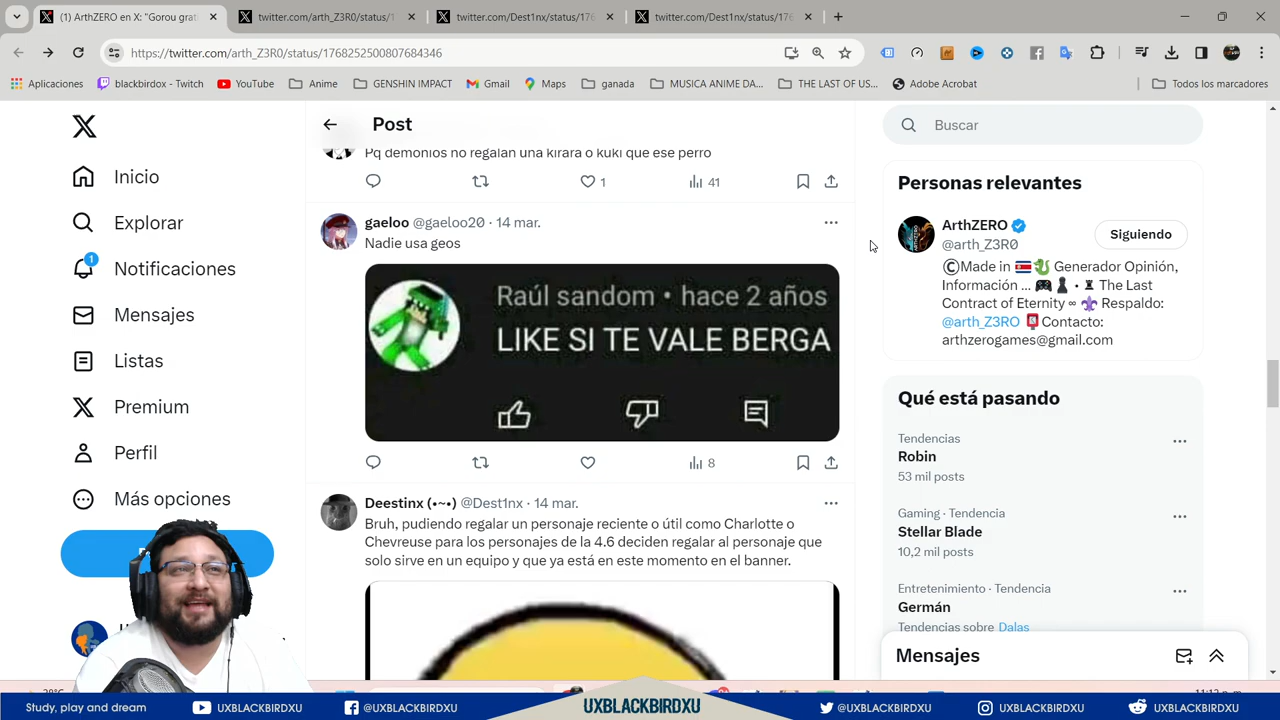 (1) ArthZERO en X: "Gorou grat
twitter.com/arth_Z3R0/status/1
twitter.com/Dest1nx/status/176
twitter.com/Dest1nx/status/176
https://twitter.com/arth_Z3R0/status/1768252500807684346
Aplicaciones
blackbirdox - Twitch
YouTube
Anime
GENSHIN IMPACT
Gmail
Maps
ganada
MUSICA ANIME DA...
THE LAST OF US...
Adobe Acrobat
Todos los marcadores
Inicio
Explorar
1
Notificaciones
Mensajes
Listas
Premium
Perfil
Más opciones
Post
Pq demonios no regalan una kirara o kuki que ese perro
1
41
gaeloo @gaeloo20 · 14 mar.
Nadie usa geos
Raúl sandom • hace 2 años
LIKE SI TE VALE BERGA
8
Deestinx (•~•) @Dest1nx · 14 mar.
Bruh, pudiendo regalar un personaje reciente o útil como Charlotte o
Chevreuse para los personajes de la 4.6 deciden regalar al personaje que
solo sirve en un equipo y que ya está en este momento en el banner.
Buscar
Personas relevantes
ArthZERO
@arth_Z3R0
Siguiendo
©Made in 🇨🇷🐉 Generador Opinión,
Información ... 🎮♟️ • ♜ The Last
Contract of Eternity ∞ ⚜️ Respaldo:
@arth_Z3RO 📮Contacto:
arthzerogames@gmail.com
Qué está pasando
Tendencias
Robin
53 mil posts
Gaming · Tendencia
Stellar Blade
10,2 mil posts
Entretenimiento · Tendencia
Germán
Tendencias sobre Dalas
Mensajes
Study, play and dream
UXBLACKBIRDXU
@UXBLACKBIRDXU
UXBLACKBIRDXU
@UXBLACKBIRDXU
UXBLACKBIRDXU
UXBLACKBIRDXU